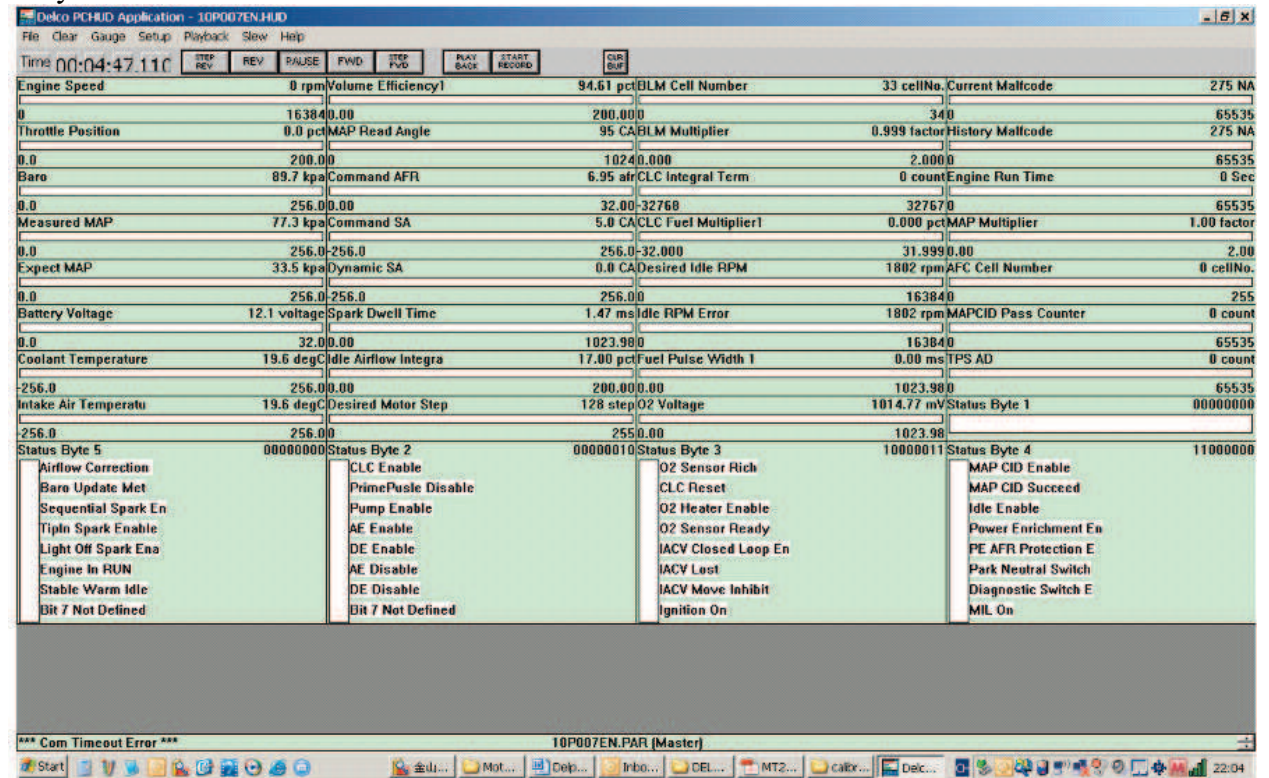 Delco PCHUD Application - 10P007EN.HUD
File Clear Gauge Setup Playback Slew Help
Time 00:04:47.110 STEP REV REV PAUSE FWD STEP FWD PLAY BACK START RECORD CLR BUF
Engine Speed 0 rpm Volume Efficiency1 94.61 pct BLM Cell Number 33 cellNo. Current Malfcode 275 NA
0 16384 0.00 200.00 0 34 0 65535
Throttle Position 0.0 pct MAP Read Angle 95 CA BLM Multiplier 0.999 factor History Malfcode 275 NA
0.0 200.0 0 1024 0.000 2.000 0 65535
Baro 89.7 kpa Command AFR 6.95 afr CLC Integral Term 0 count Engine Run Time 0 Sec
0.0 256.0 0.00 32.00 -32768 32767 0 65535
Measured MAP 77.3 kpa Command SA 5.0 CA CLC Fuel Multiplier1 0.000 pct MAP Multiplier 1.00 factor
0.0 256.0 -256.0 256.0 -32.000 31.999 0.00 2.00
Expect MAP 33.5 kpa Dynamic SA 0.0 CA Desired Idle RPM 1802 rpm AFC Cell Number 0 cellNo.
0.0 256.0 -256.0 256.0 0 16384 0 255
Battery Voltage 12.1 voltage Spark Dwell Time 1.47 ms Idle RPM Error 1802 rpm MAPCID Pass Counter 0 count
0.0 32.0 0.00 1023.98 0 16384 0 65535
Coolant Temperature 19.6 degC Idle Airflow Integra 17.00 pct Fuel Pulse Width 1 0.00 ms TPS AD 0 count
-256.0 256.0 0.00 200.00 0.00 1023.98 0 65535
Intake Air Temperatu 19.6 degC Desired Motor Step 128 step O2 Voltage 1014.77 mV Status Byte 1 00000000
-256.0 256.0 0 255 0.00 1023.98
Status Byte 5 00000000 Status Byte 2 00000010 Status Byte 3 10000011 Status Byte 4 11000000
Airflow Correction CLC Enable O2 Sensor Rich MAP CID Enable
Baro Update Met PrimePusle Disable CLC Reset MAP CID Succeed
Sequential Spark En Pump Enable O2 Heater Enable Idle Enable
TipIn Spark Enable AE Enable O2 Sensor Ready Power Enrichment En
Light Off Spark Ena DE Enable IACV Closed Loop En PE AFR Protection E
Engine In RUN AE Disable IACV Lost Park Neutral Switch
Stable Warm Idle DE Disable IACV Move Inhibit Diagnostic Switch E
Bit 7 Not Defined Bit 7 Not Defined Ignition On MIL On
*** Com Timeout Error *** 10P007EN.PAR (Master)
Start 金山... Mot... Delp... Inbo... DEL... MT2... calibr... Delc... 22:04